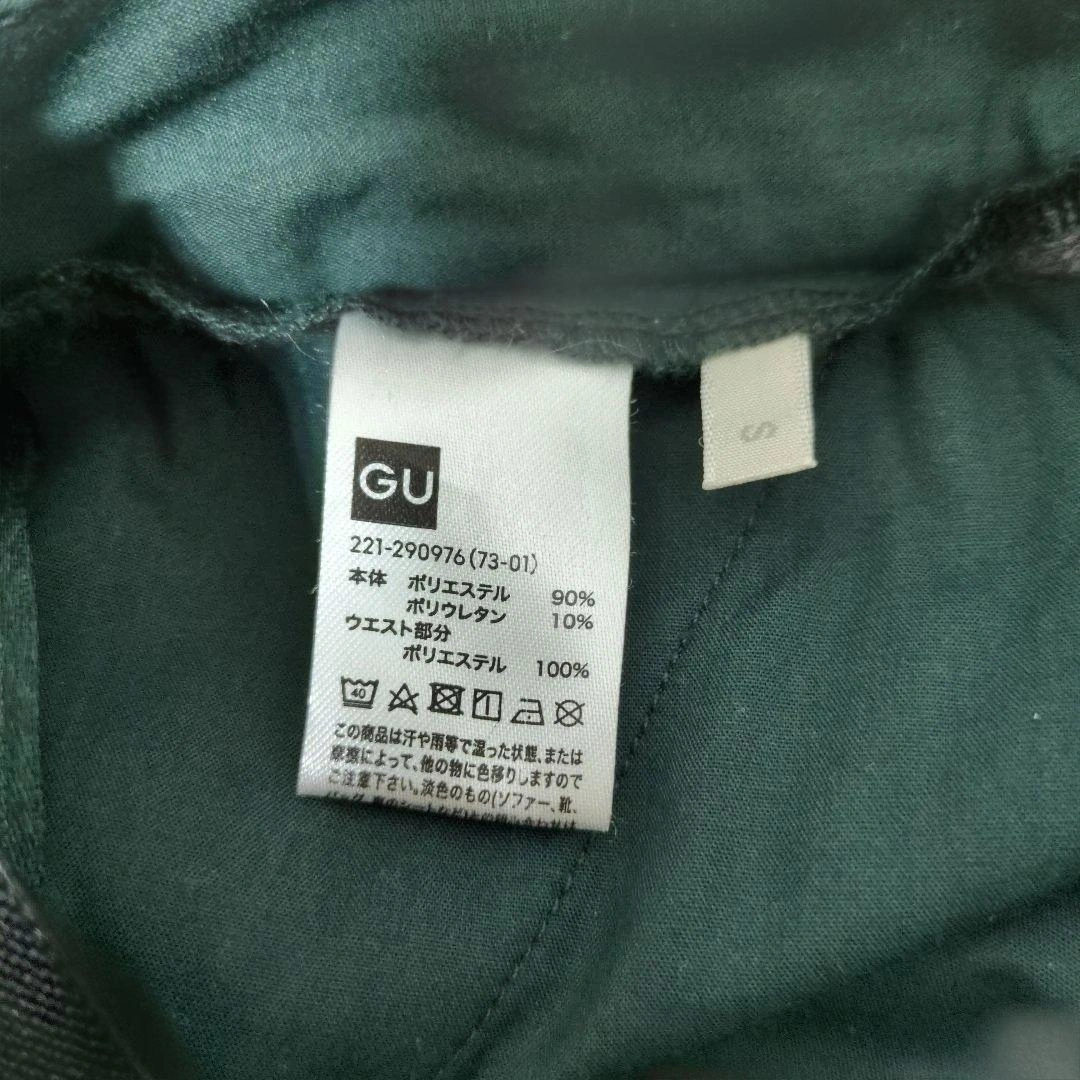 GU
S
221-290976(73-01)
本体 ポリエステル 90%
ポリウレタン 10%
ウエスト部分
ポリエステル 100%
40
この商品は汗や雨等で湿った状態、または
摩擦によって、他の物に色移りしますので
ご注意下さい。淡色のもの(ソファー、靴、